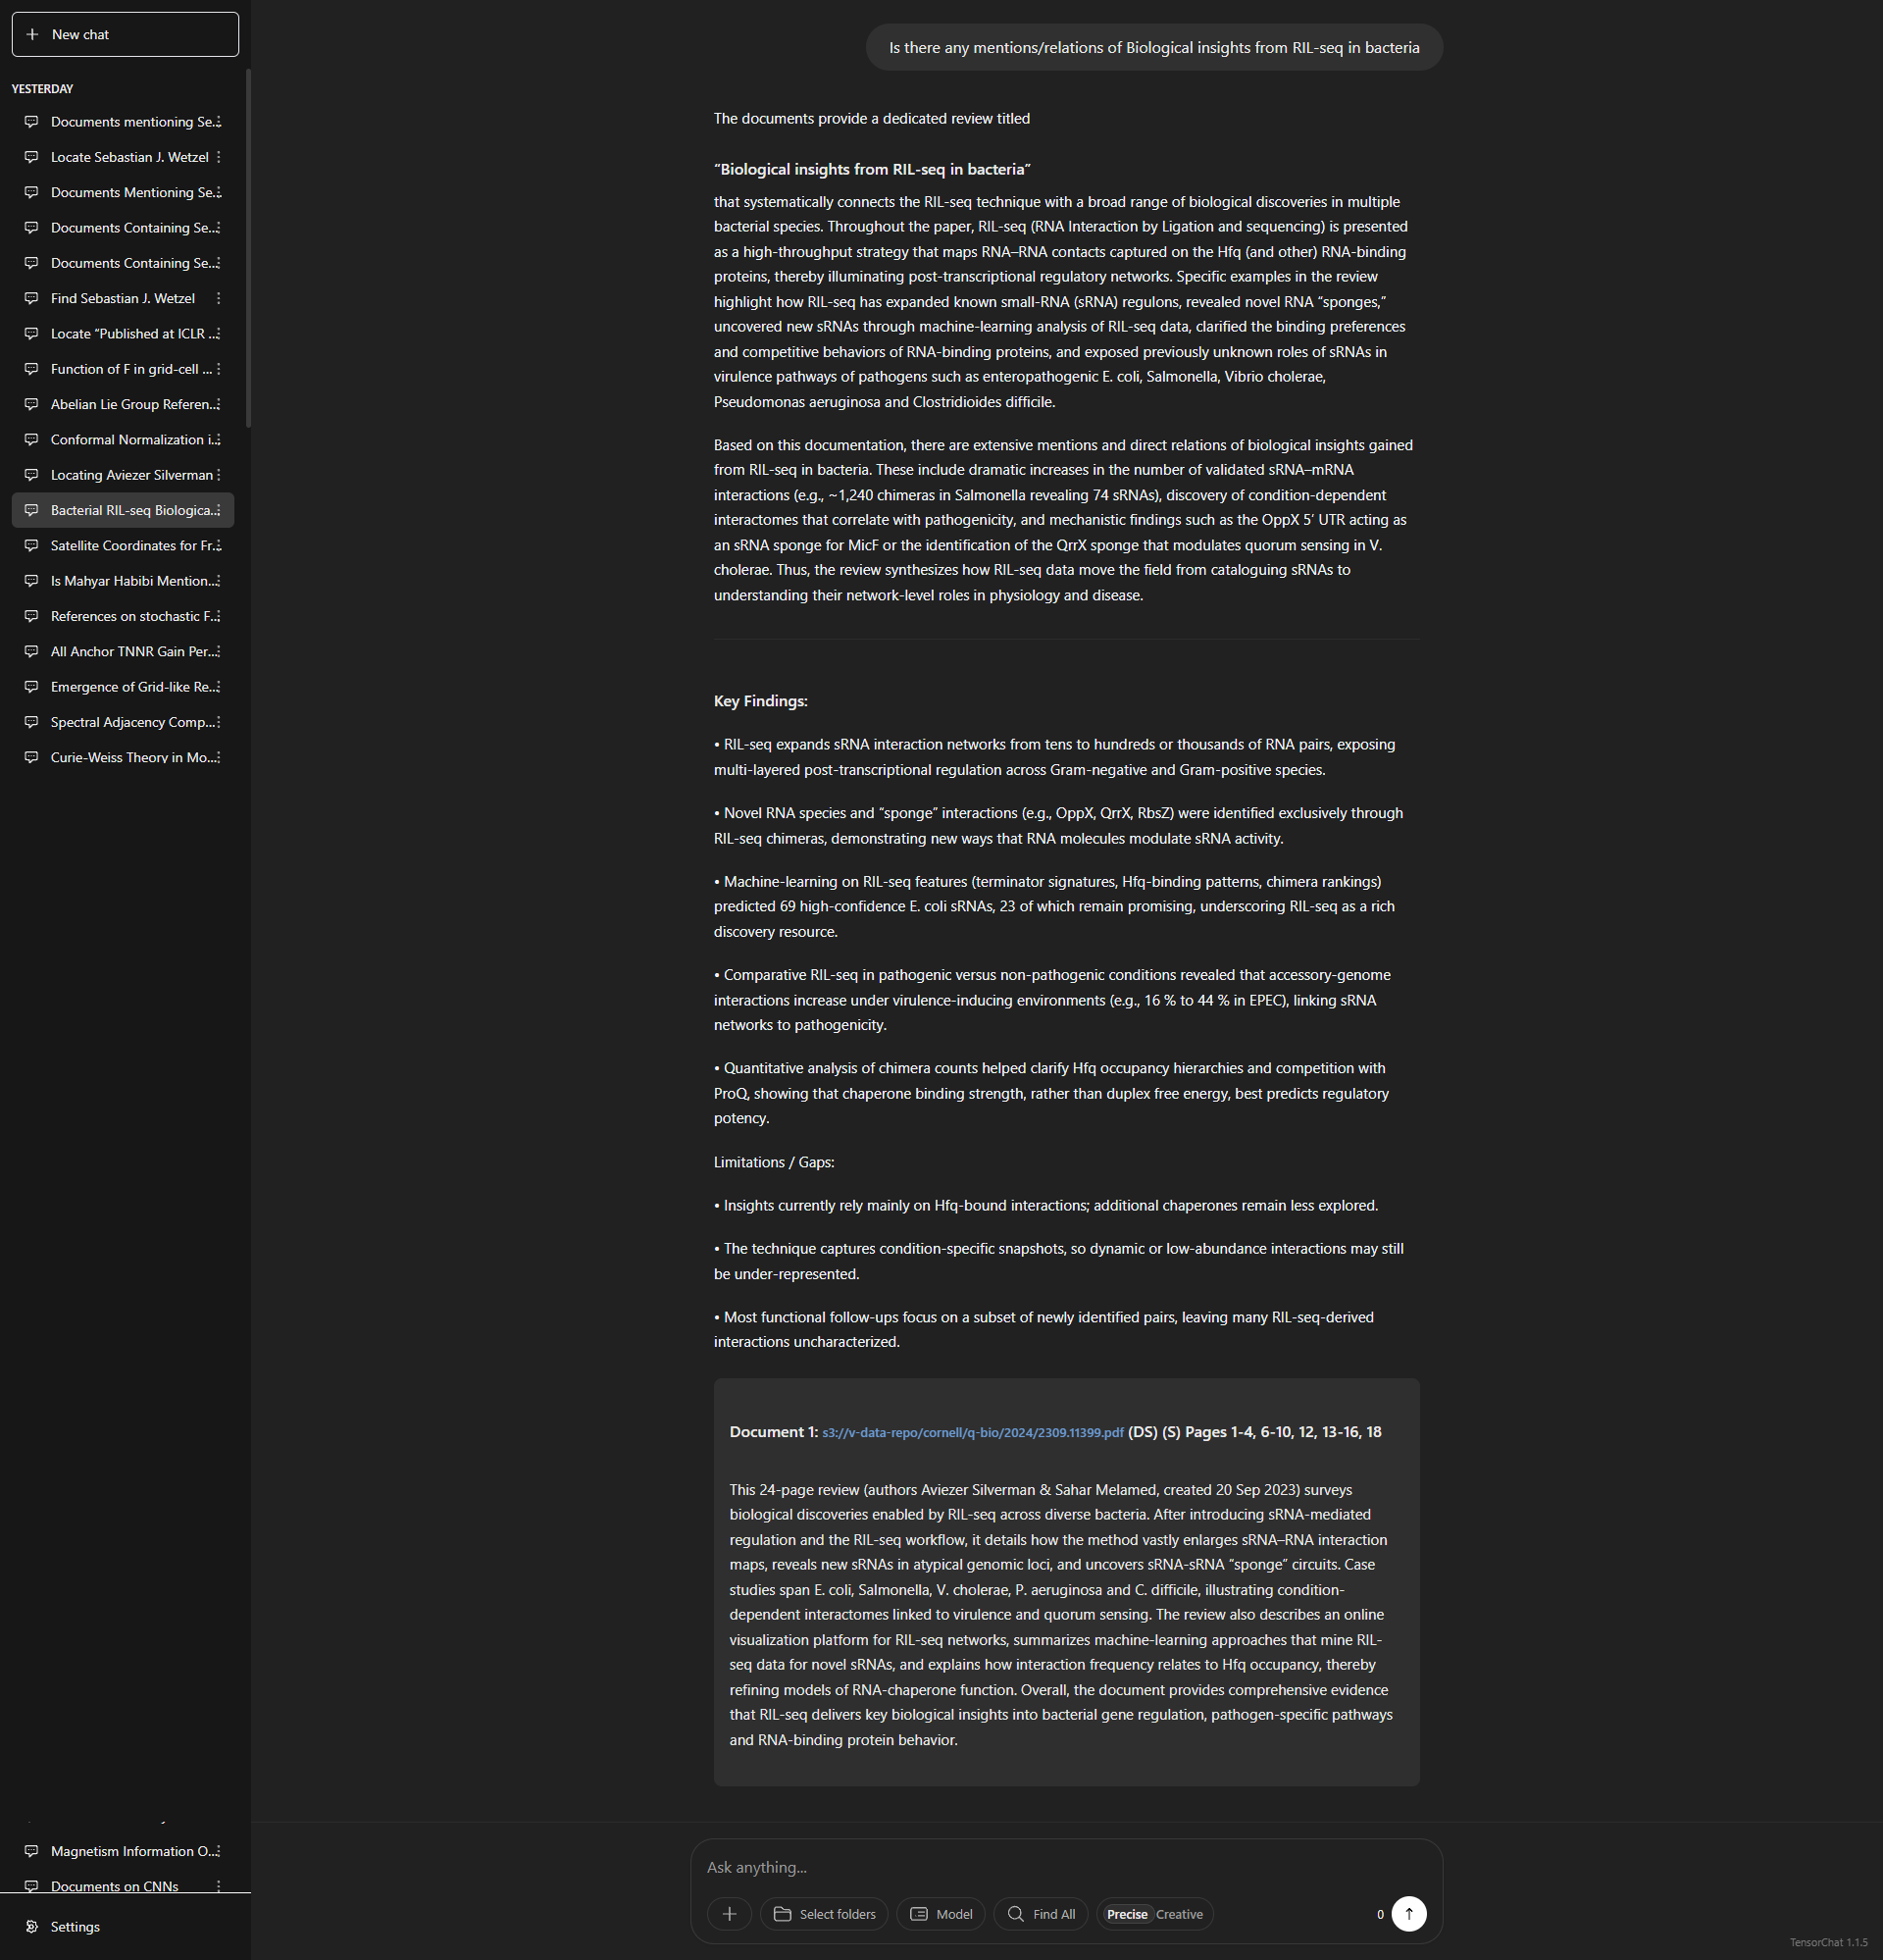 New chat
YESTERDAY
Documents mentioning Se...
Locate Sebastian J. Wetzel
Documents Mentioning Se...
Documents Containing Se...
Documents Containing Se...
Find Sebastian J. Wetzel
Locate “Published at ICLR ...
Function of F in grid-cell ...
Abelian Lie Group Referen...
Conformal Normalization i...
Locating Aviezer Silverman
Bacterial RIL-seq Biologica...
Satellite Coordinates for Fr...
Is Mahyar Habibi Mention...
References on stochastic F...
All Anchor TNNR Gain Per...
Emergence of Grid-like Re...
Spectral Adjacency Comp...
Curie-Weiss Theory in Mo...
Magnetism Information O...
Documents on CNNs
Settings
Is there any mentions/relations of Biological insights from RIL-seq in bacteria
The documents provide a dedicated review titled
“Biological insights from RIL-seq in bacteria”
that systematically connects the RIL-seq technique with a broad range of biological discoveries in multiple
bacterial species. Throughout the paper, RIL-seq (RNA Interaction by Ligation and sequencing) is presented
as a high-throughput strategy that maps RNA–RNA contacts captured on the Hfq (and other) RNA-binding
proteins, thereby illuminating post-transcriptional regulatory networks. Specific examples in the review
highlight how RIL-seq has expanded known small-RNA (sRNA) regulons, revealed novel RNA “sponges,”
uncovered new sRNAs through machine-learning analysis of RIL-seq data, clarified the binding preferences
and competitive behaviors of RNA-binding proteins, and exposed previously unknown roles of sRNAs in
virulence pathways of pathogens such as enteropathogenic E. coli, Salmonella, Vibrio cholerae,
Pseudomonas aeruginosa and Clostridioides difficile.
Based on this documentation, there are extensive mentions and direct relations of biological insights gained
from RIL-seq in bacteria. These include dramatic increases in the number of validated sRNA–mRNA
interactions (e.g., ~1,240 chimeras in Salmonella revealing 74 sRNAs), discovery of condition-dependent
interactomes that correlate with pathogenicity, and mechanistic findings such as the OppX 5’ UTR acting as
an sRNA sponge for MicF or the identification of the QrrX sponge that modulates quorum sensing in V.
cholerae. Thus, the review synthesizes how RIL-seq data move the field from cataloguing sRNAs to
understanding their network-level roles in physiology and disease.
Key Findings:
• RIL-seq expands sRNA interaction networks from tens to hundreds or thousands of RNA pairs, exposing
multi-layered post-transcriptional regulation across Gram-negative and Gram-positive species.
• Novel RNA species and “sponge” interactions (e.g., OppX, QrrX, RbsZ) were identified exclusively through
RIL-seq chimeras, demonstrating new ways that RNA molecules modulate sRNA activity.
• Machine-learning on RIL-seq features (terminator signatures, Hfq-binding patterns, chimera rankings)
predicted 69 high-confidence E. coli sRNAs, 23 of which remain promising, underscoring RIL-seq as a rich
discovery resource.
• Comparative RIL-seq in pathogenic versus non-pathogenic conditions revealed that accessory-genome
interactions increase under virulence-inducing environments (e.g., 16 % to 44 % in EPEC), linking sRNA
networks to pathogenicity.
• Quantitative analysis of chimera counts helped clarify Hfq occupancy hierarchies and competition with
ProQ, showing that chaperone binding strength, rather than duplex free energy, best predicts regulatory
potency.
Limitations / Gaps:
• Insights currently rely mainly on Hfq-bound interactions; additional chaperones remain less explored.
• The technique captures condition-specific snapshots, so dynamic or low-abundance interactions may still
be under-represented.
• Most functional follow-ups focus on a subset of newly identified pairs, leaving many RIL-seq-derived
interactions uncharacterized.
Document 1: s3://v-data-repo/cornell/q-bio/2024/2309.11399.pdf (DS) (S) Pages 1-4, 6-10, 12, 13-16, 18
This 24-page review (authors Aviezer Silverman & Sahar Melamed, created 20 Sep 2023) surveys
biological discoveries enabled by RIL-seq across diverse bacteria. After introducing sRNA-mediated
regulation and the RIL-seq workflow, it details how the method vastly enlarges sRNA–RNA interaction
maps, reveals new sRNAs in atypical genomic loci, and uncovers sRNA-sRNA “sponge” circuits. Case
studies span E. coli, Salmonella, V. cholerae, P. aeruginosa and C. difficile, illustrating condition-
dependent interactomes linked to virulence and quorum sensing. The review also describes an online
visualization platform for RIL-seq networks, summarizes machine-learning approaches that mine RIL-
seq data for novel sRNAs, and explains how interaction frequency relates to Hfq occupancy, thereby
refining models of RNA-chaperone function. Overall, the document provides comprehensive evidence
that RIL-seq delivers key biological insights into bacterial gene regulation, pathogen-specific pathways
and RNA-binding protein behavior.
Ask anything...
Select folders
Model
Find All
Precise Creative
0
TensorChat 1.1.5